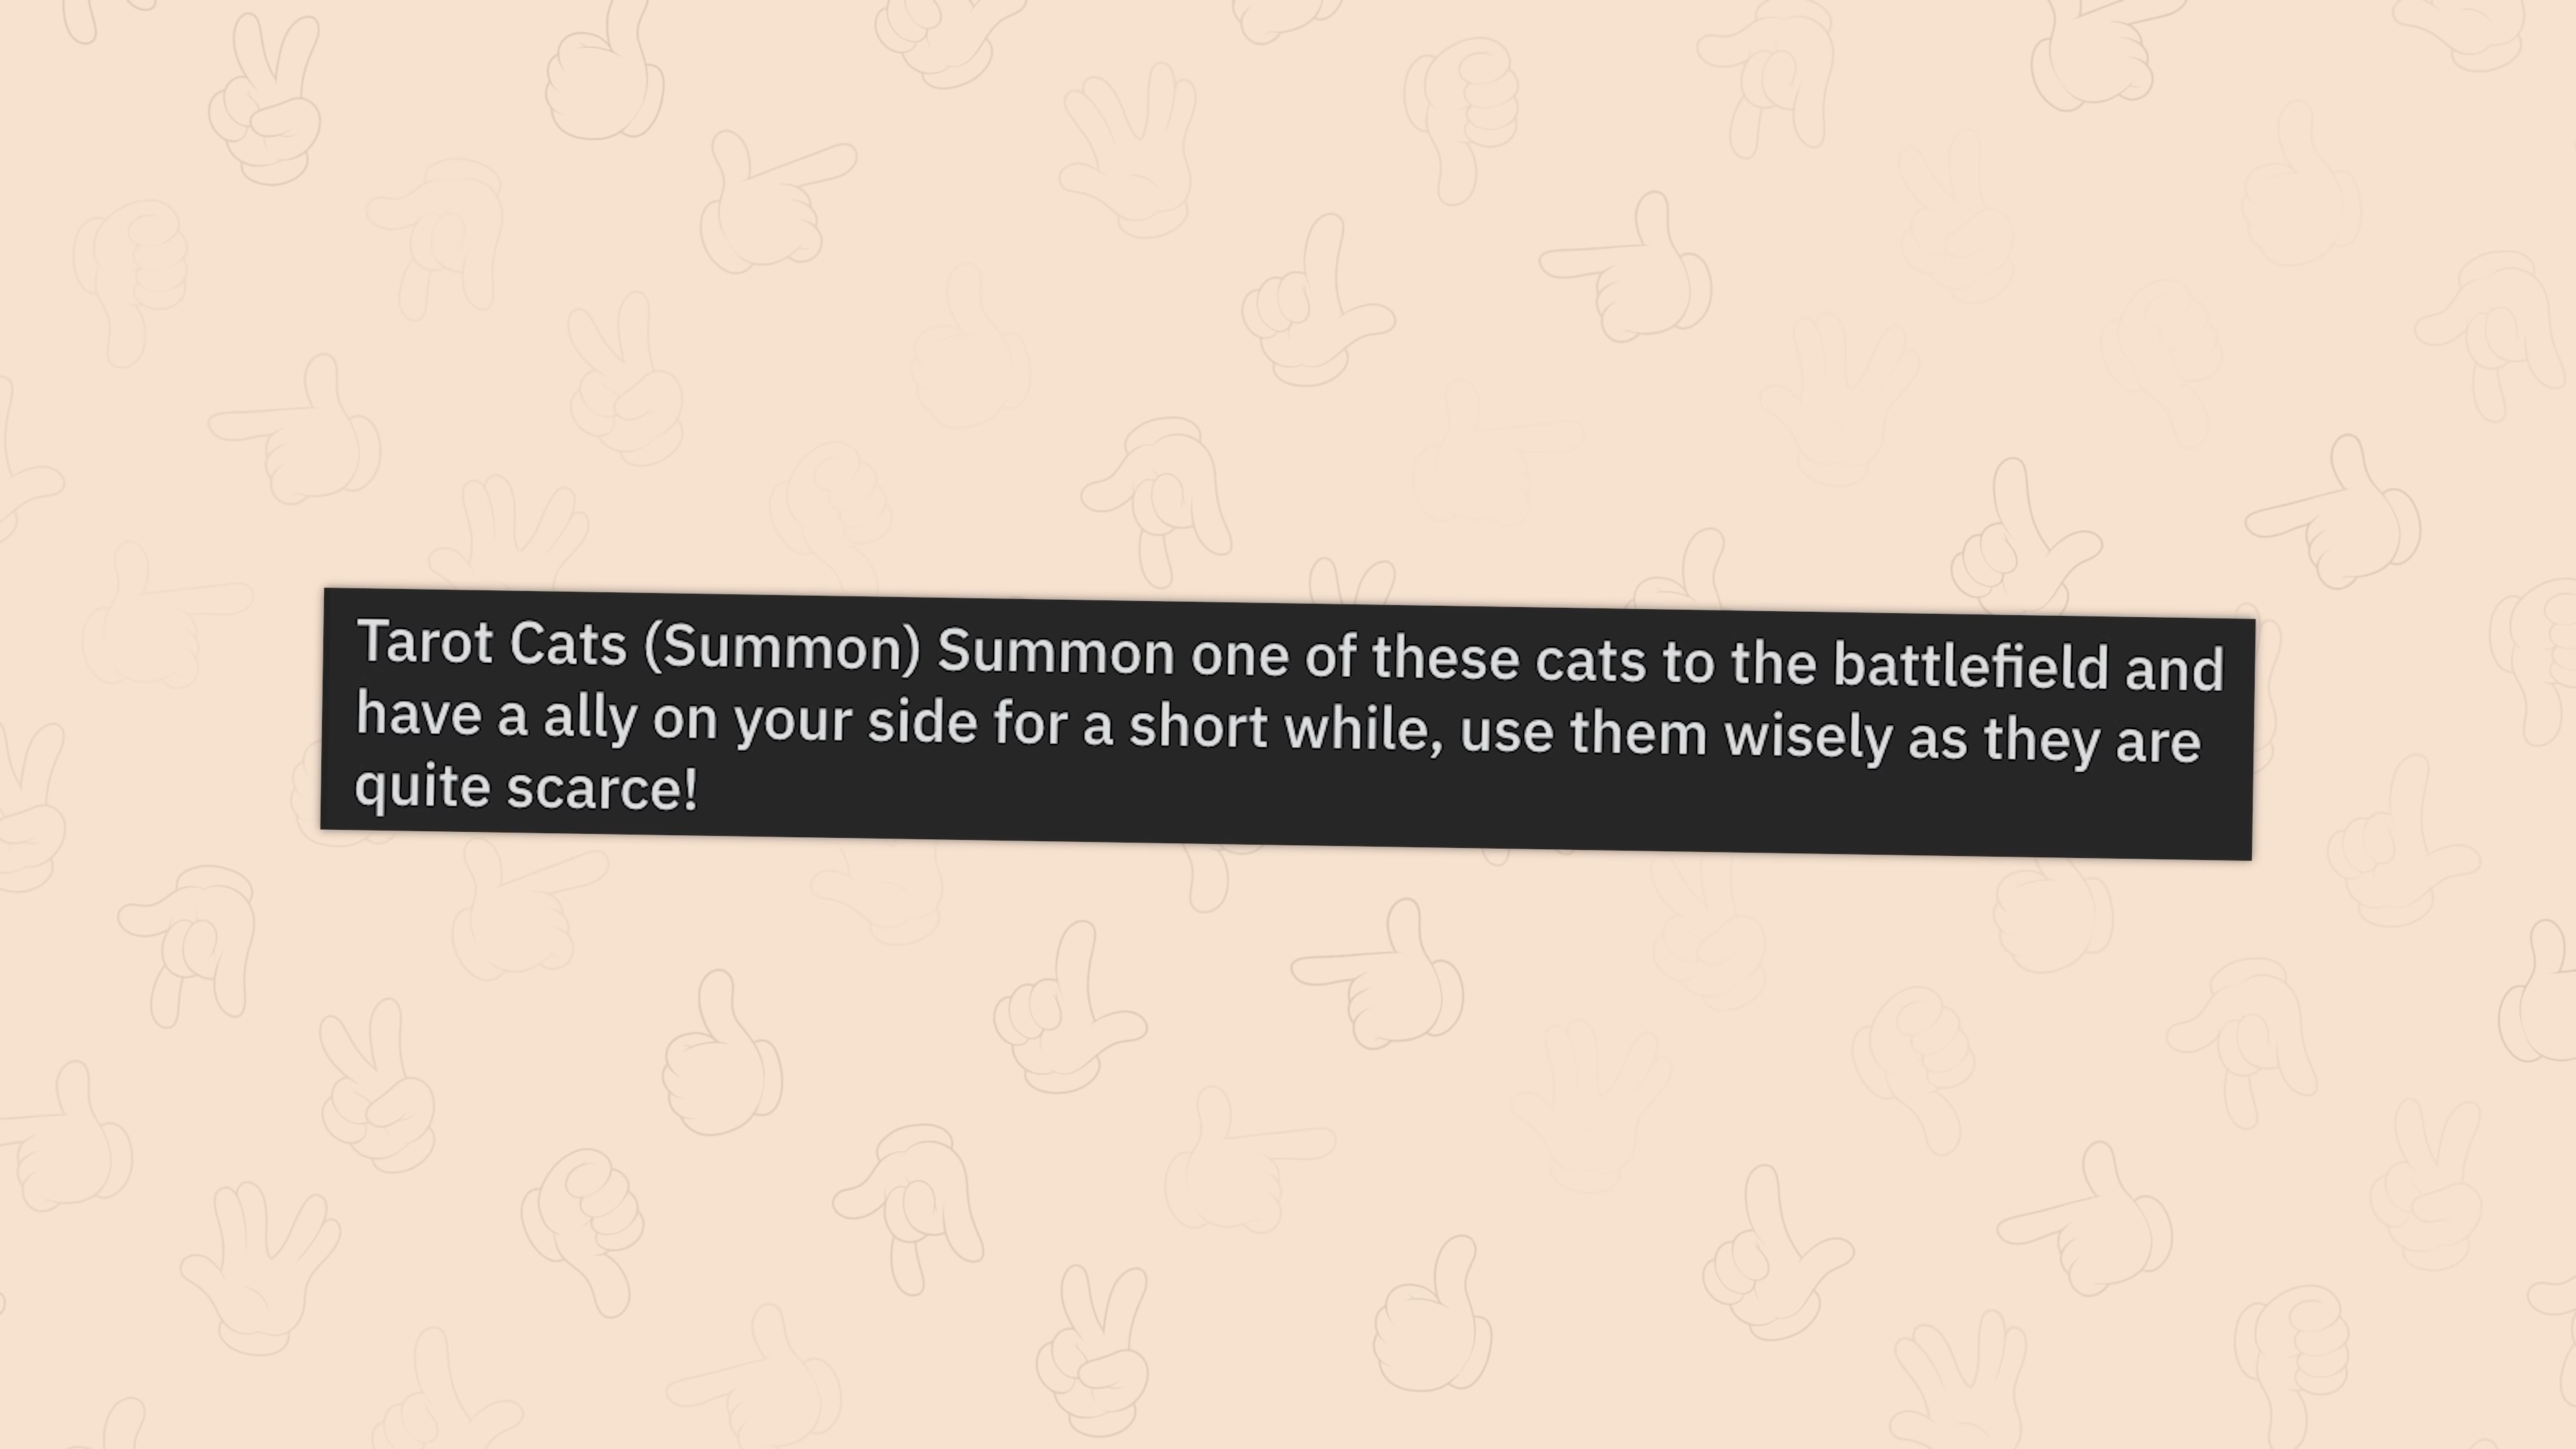 Tarot Cats (Summon) Summon one of these cats to the battlefield and
have a ally on your side for a short while, use them wisely as they are
quite scarce!